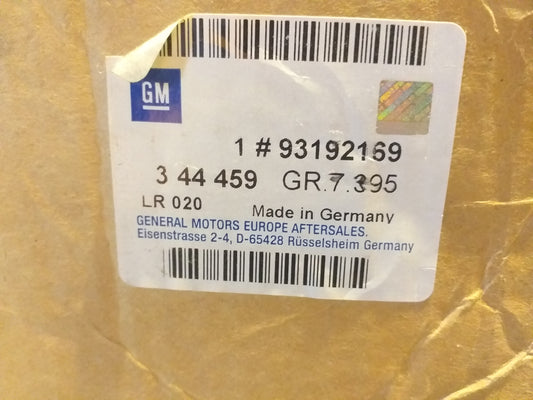 GM
1 # 93192169
3 44 459 GR.7.395
LR 020 Made in Germany
GENERAL MOTORS EUROPE AFTERSALES.
Eisenstrasse 2-4, D-65428 Rüsselsheim Germany